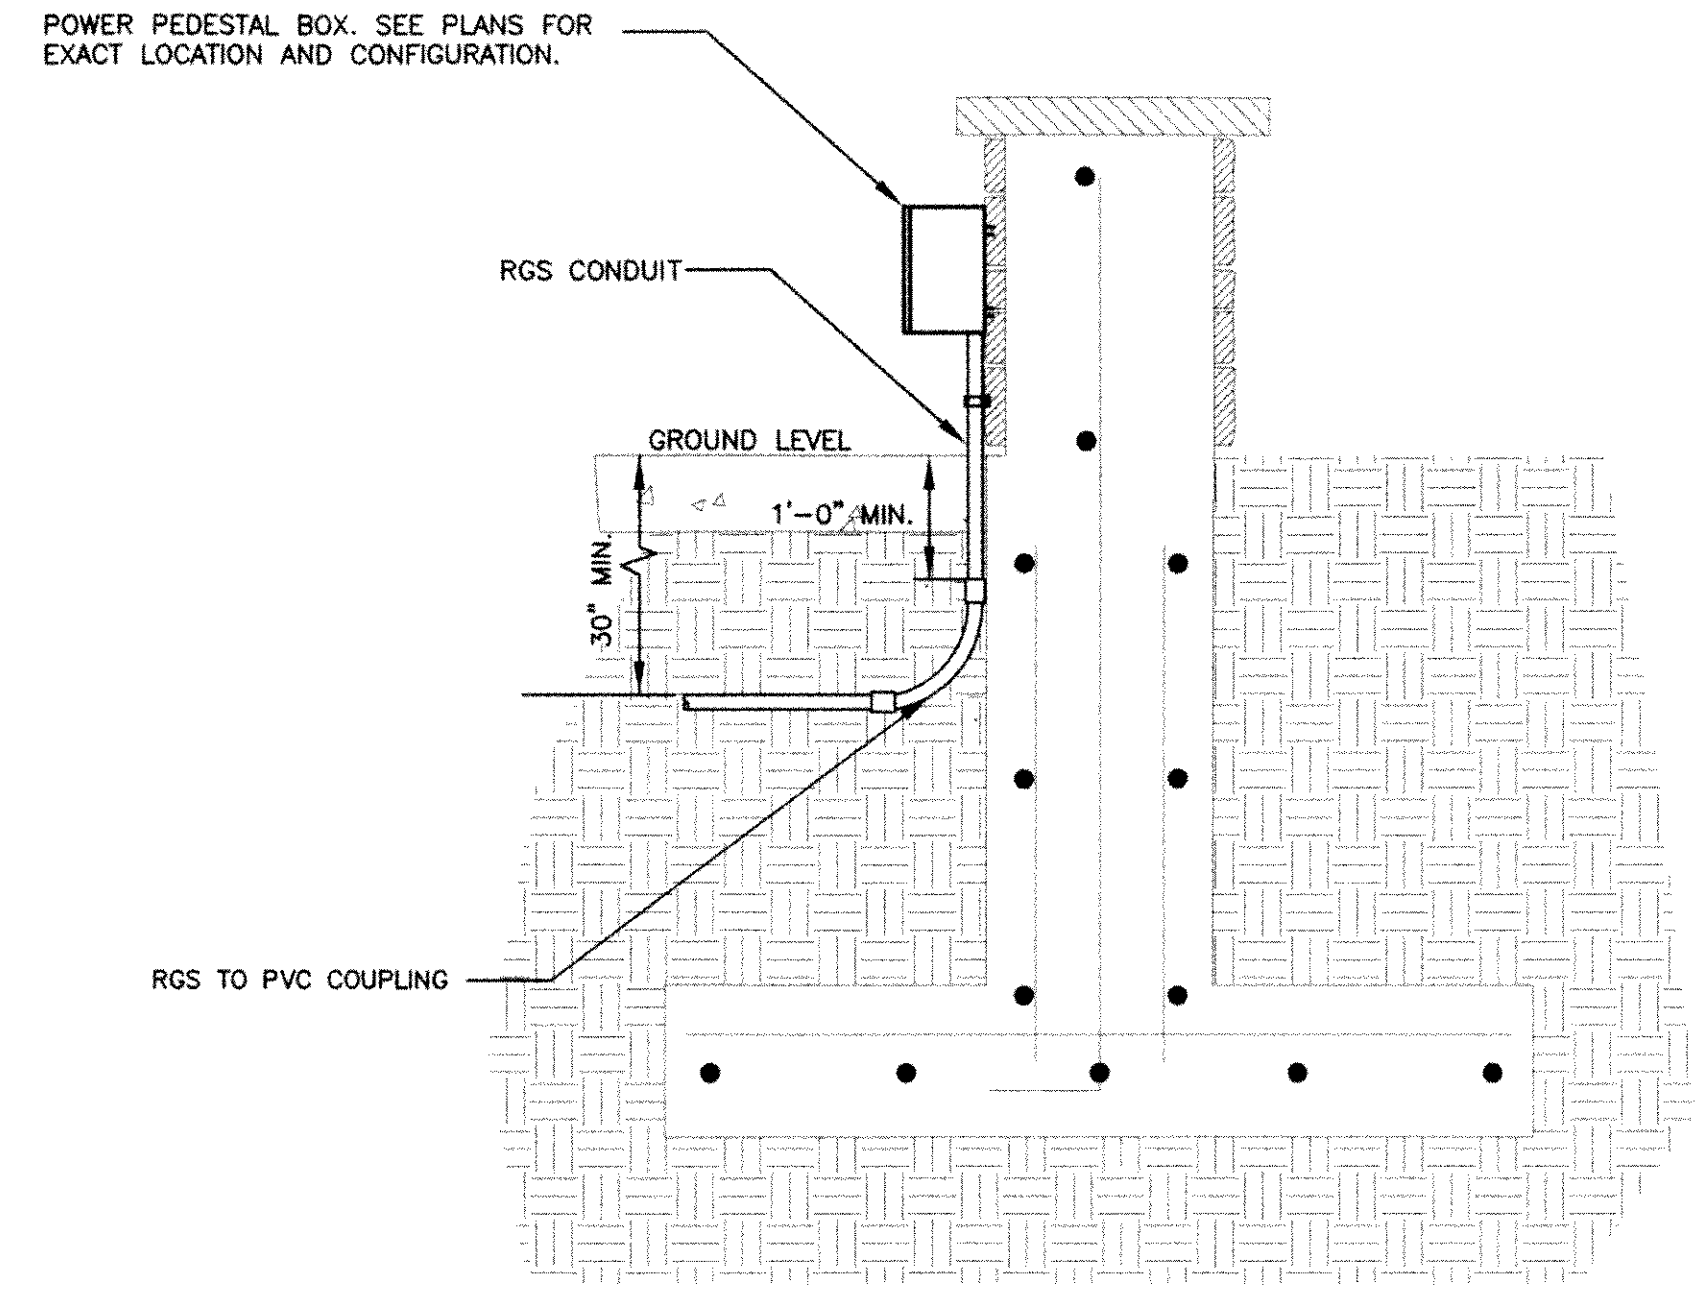 POWER PEDESTAL BOX. SEE PLANS FOR
EXACT LOCATION AND CONFIGURATION.
RGS CONDUIT
GROUND LEVEL
1'-0" MIN.
30" MIN.
RGS TO PVC COUPLING